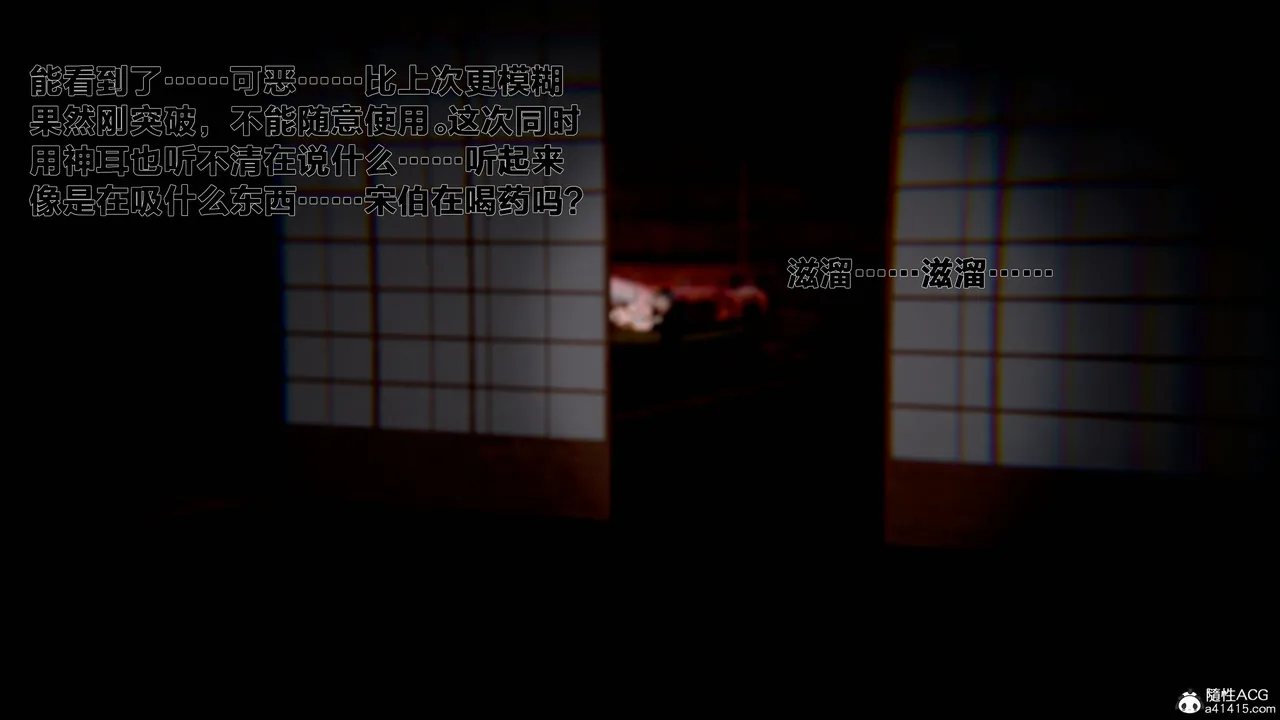 能看到了……可恶……比上次更模糊
果然刚突破，不能随意使用。这次同时
用神耳也听不清在说什么……听起来
像是在吸什么东西……宋伯在喝药吗？
滋溜……滋溜……
隨性ACG
a41415.com